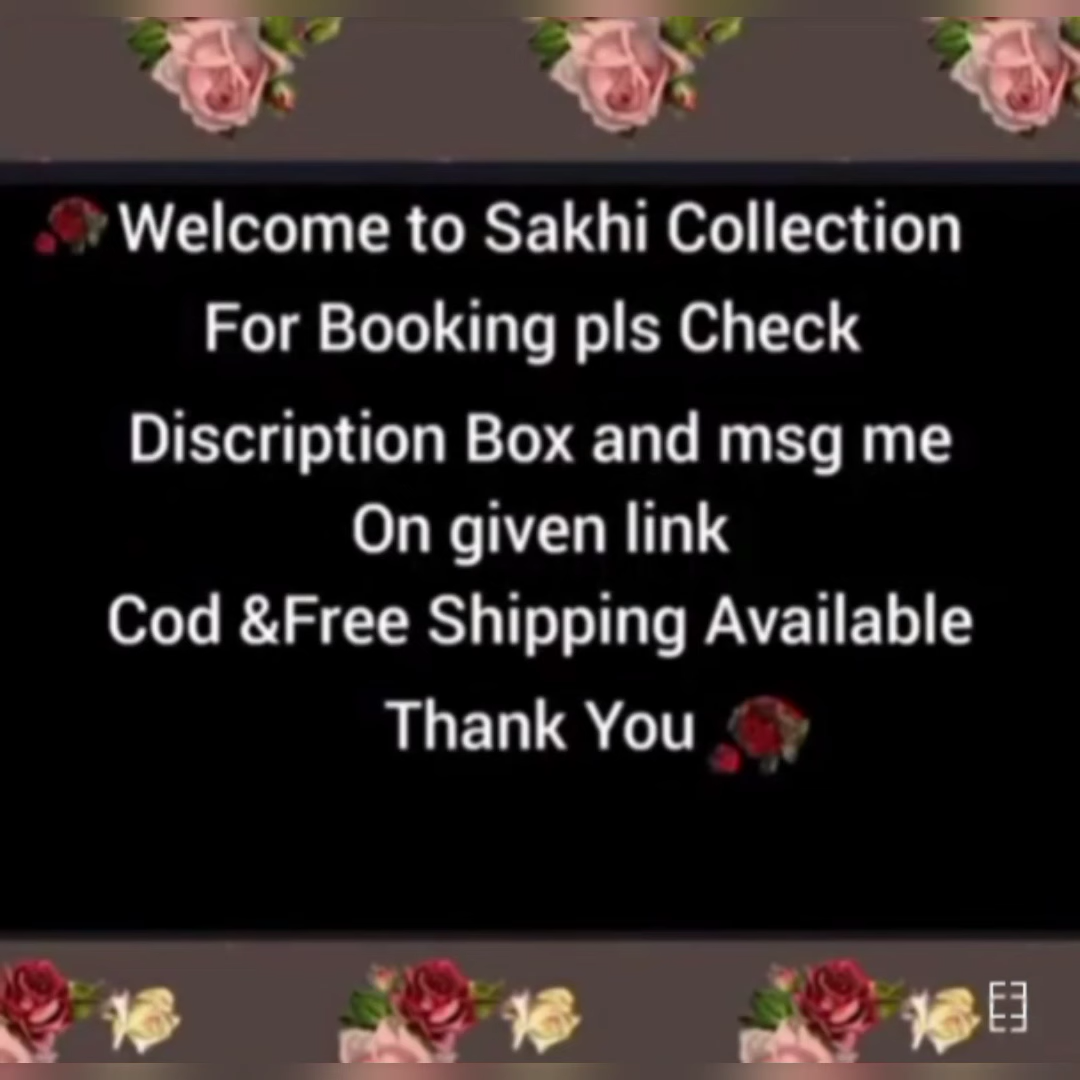 Welcome to Sakhi Collection
For Booking pls Check
Discription Box and msg me
On given link
Cod &Free Shipping Available
Thank You